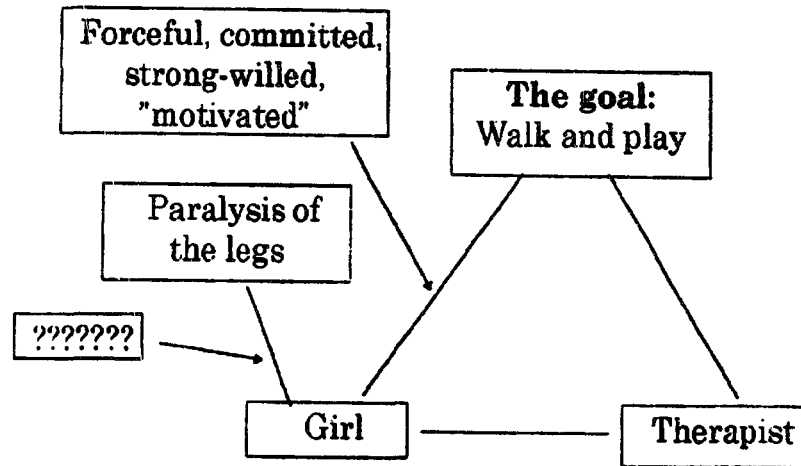 Forceful, committed,
strong-willed,
"motivated"
The goal:
Walk and play
Paralysis of
the legs
???????
Girl
Therapist